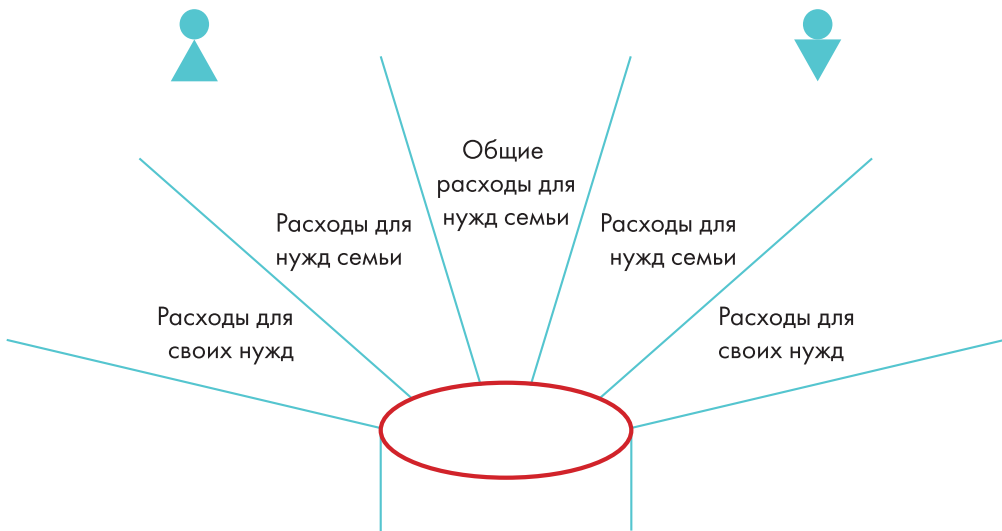 Общие
расходы для
нужд семьи
Расходы для
нужд семьи
Расходы для
нужд семьи
Расходы для
своих нужд
Расходы для
своих нужд